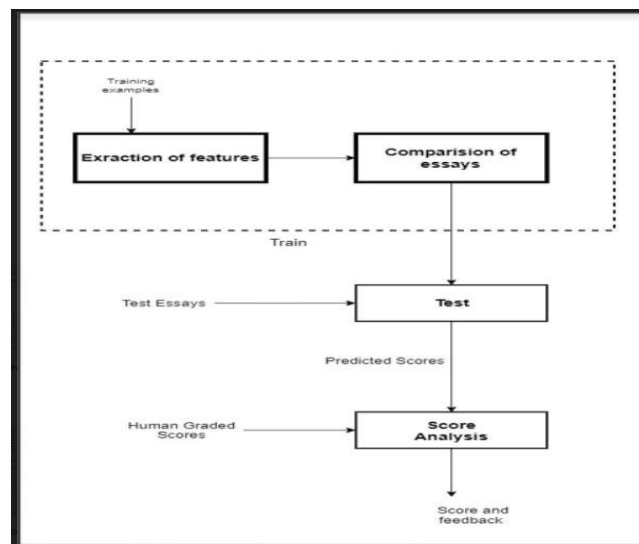 Training
examples
Exraction of features
Comparision of
essays
Train
Test Essays
Test
Predicted Scores
Human Graded
Scores
Score
Analysis
Score and
feedback